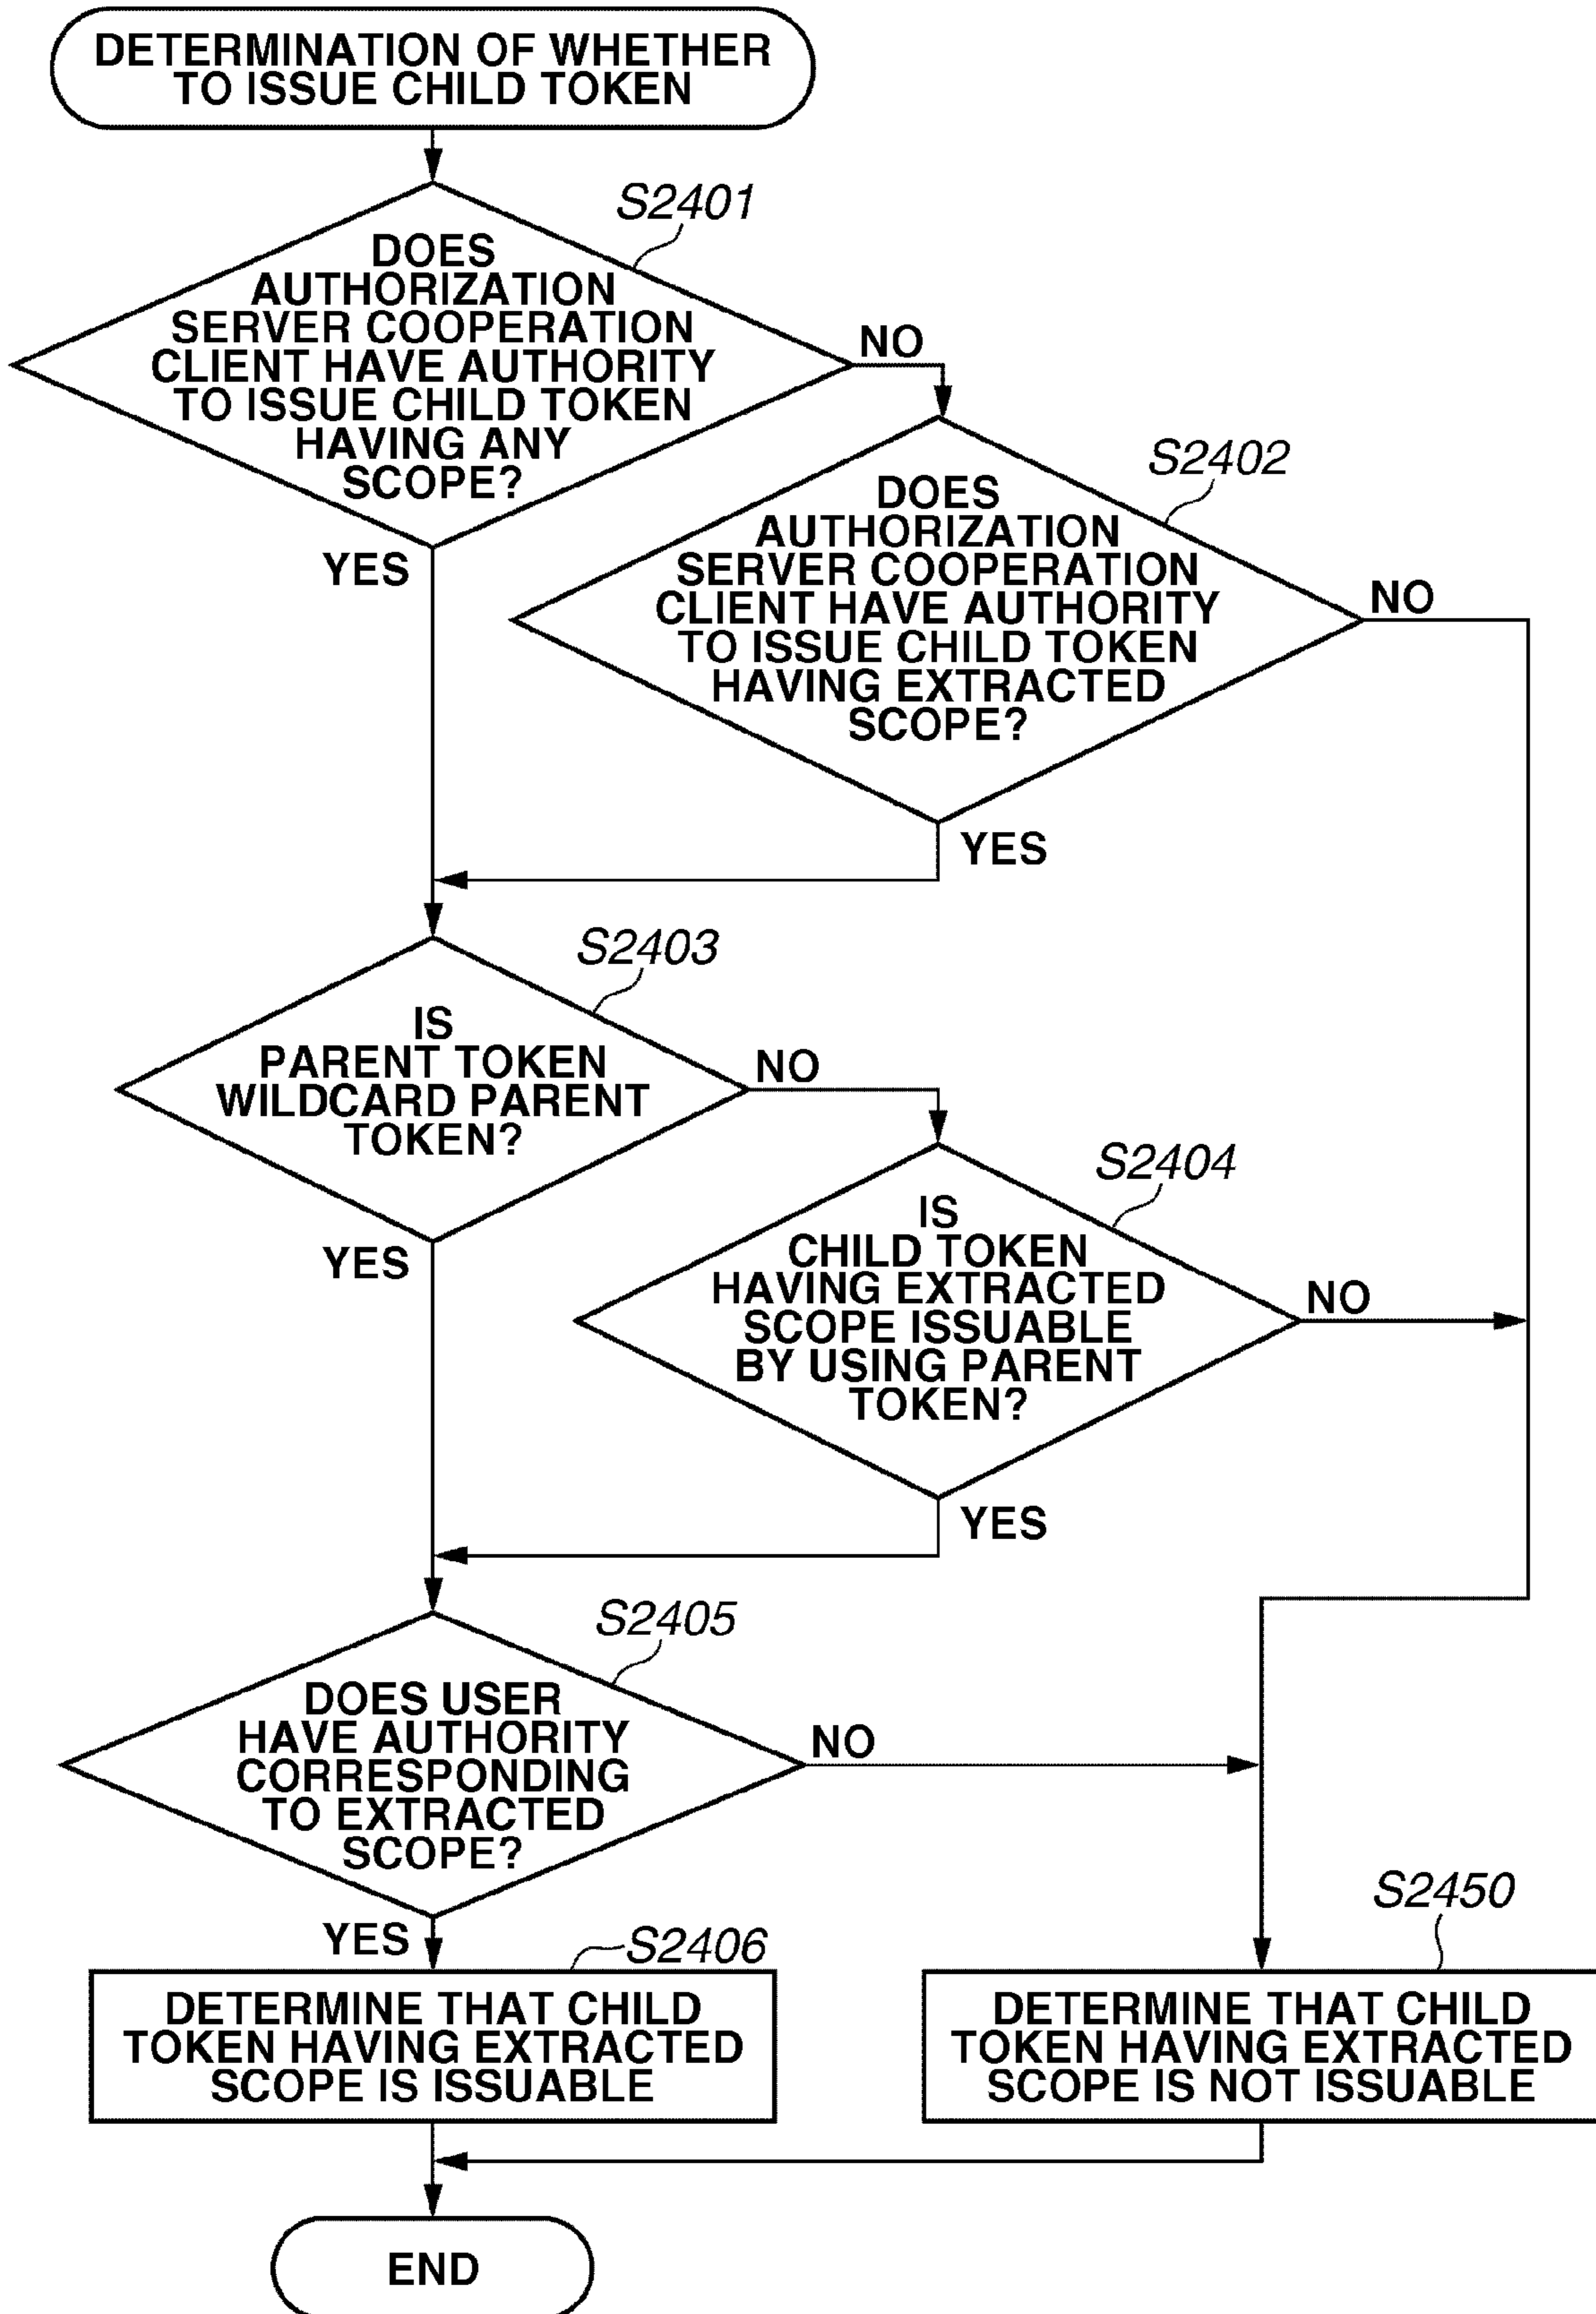 DETERMINATION OF WHETHER
TO ISSUE CHILD TOKEN
S2401
DOES
AUTHORIZATION
SERVER COOPERATION
CLIENT HAVE AUTHORITY
TO ISSUE CHILD TOKEN
HAVING ANY
SCOPE?
NO
YES
S2402
DOES
AUTHORIZATION
SERVER COOPERATION
CLIENT HAVE AUTHORITY
TO ISSUE CHILD TOKEN
HAVING EXTRACTED
SCOPE?
NO
YES
S2403
IS
PARENT TOKEN
WILDCARD PARENT
TOKEN?
NO
YES
S2404
IS
CHILD TOKEN
HAVING EXTRACTED
SCOPE ISSUABLE
BY USING PARENT
TOKEN?
NO
YES
S2405
DOES USER
HAVE AUTHORITY
CORRESPONDING
TO EXTRACTED
SCOPE?
NO
YES
S2406
DETERMINE THAT CHILD
TOKEN HAVING EXTRACTED
SCOPE IS ISSUABLE
S2450
DETERMINE THAT CHILD
TOKEN HAVING EXTRACTED
SCOPE IS NOT ISSUABLE
END